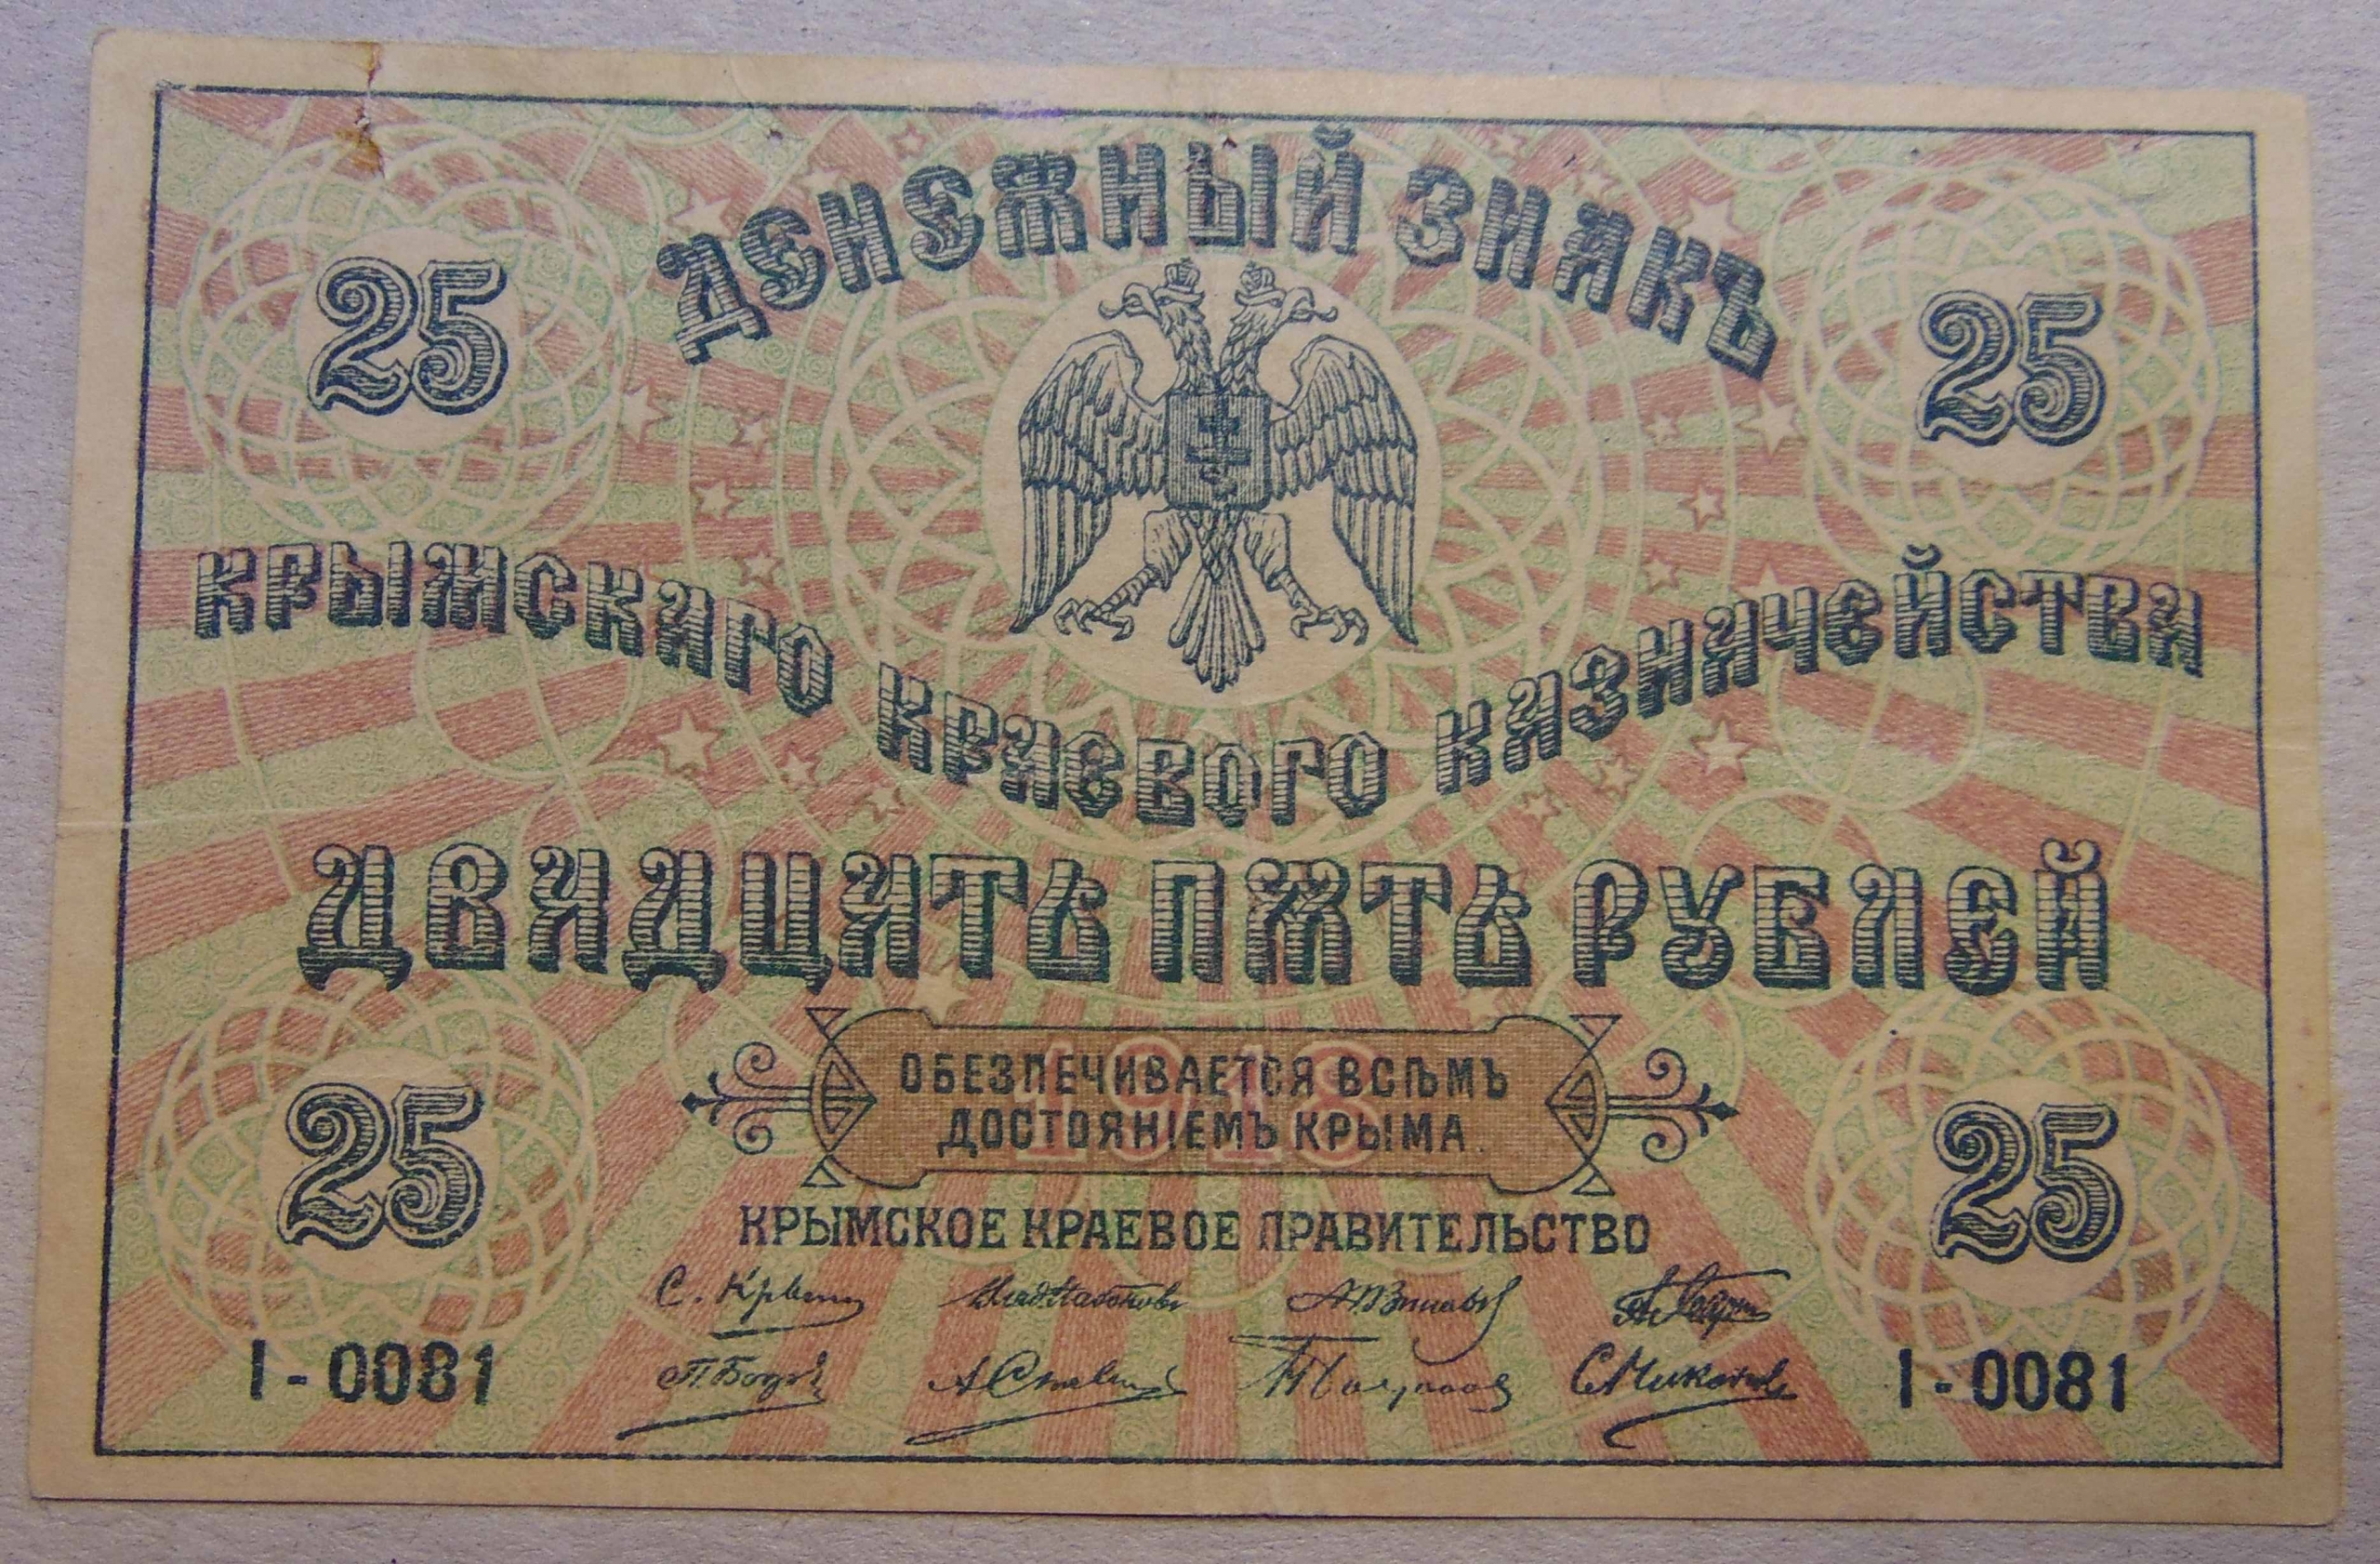 ДЕНЕЖНЫЙ ЗНАКЪ
25 25
КРЫМСКАГО КРАЕВОГО КАЗНАЧЕЙСТВА
ДВАДЦАТЬ ПЯТЬ РУБЛЕЙ
1918
ОБЕЗПЕЧИВАЕТСЯ ВСѢМЪ
ДОСТОЯНІЕМЪ КРЫМА.
25 25
КРЫМСКОЕ КРАЕВОЕ ПРАВИТЕЛЬСТВО
I-0081 I-0081